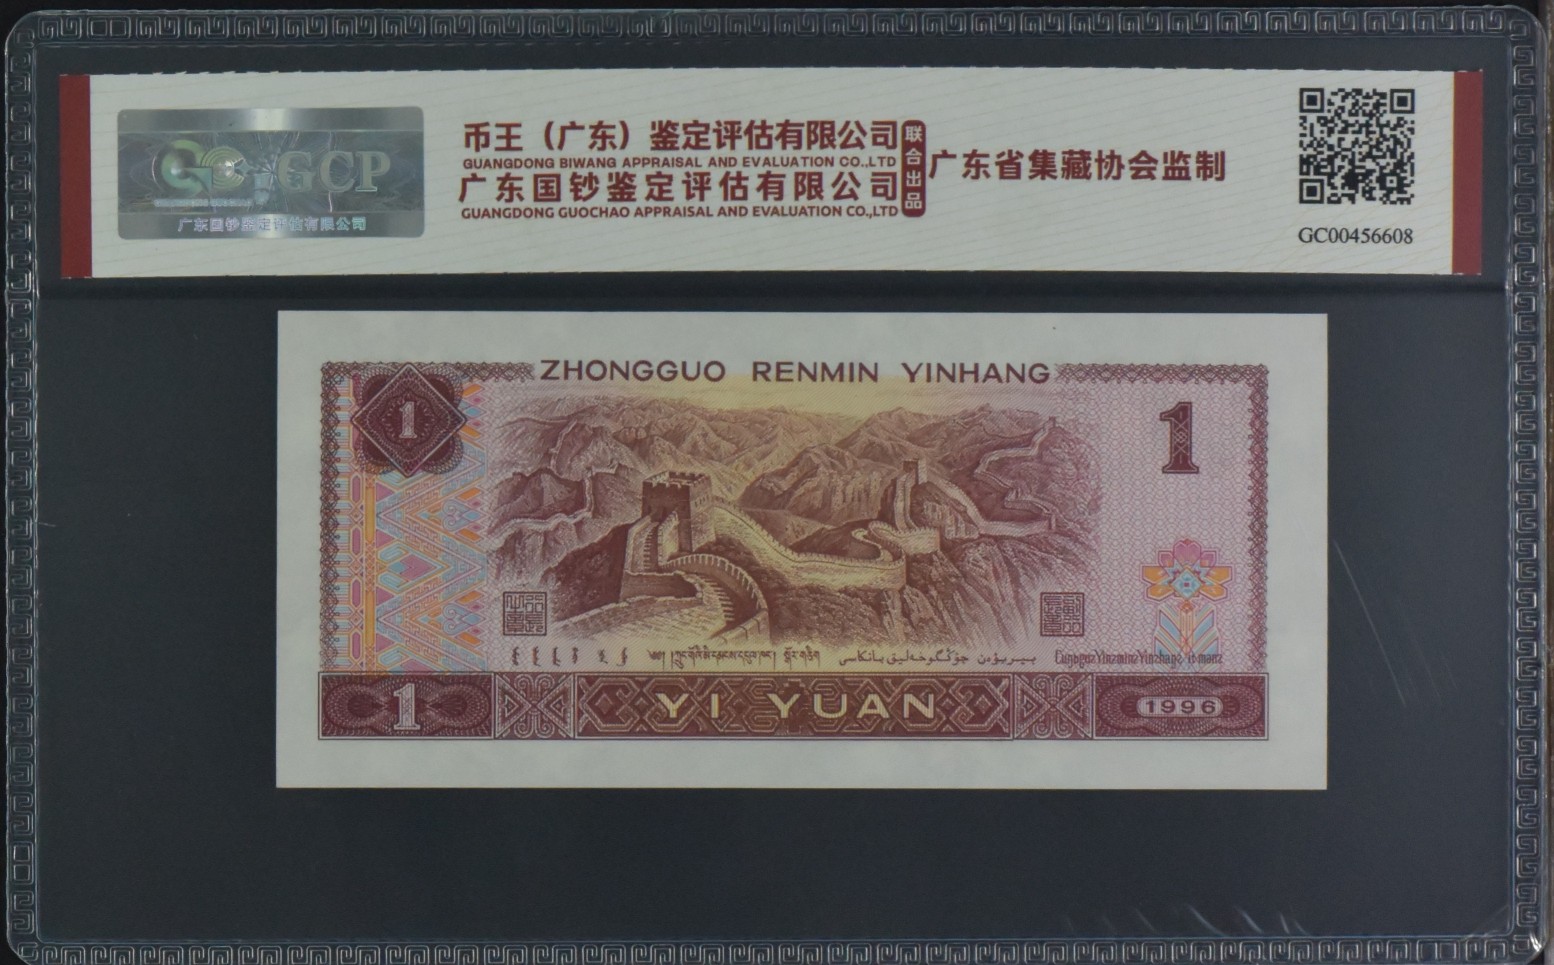 GCP
广东国钞鉴定评估有限公司
币王（广东）鉴定评估有限公司
GUANGDONG BIWANG APPRAISAL AND EVALUATION CO.,LTD
广东国钞鉴定评估有限公司
GUANGDONG GUOCHAO APPRAISAL AND EVALUATION CO.,LTD
联合出品
广东省集藏协会监制
GC00456608
ZHONGGUO RENMIN YINHANG
1
1
1
YI YUAN
1996